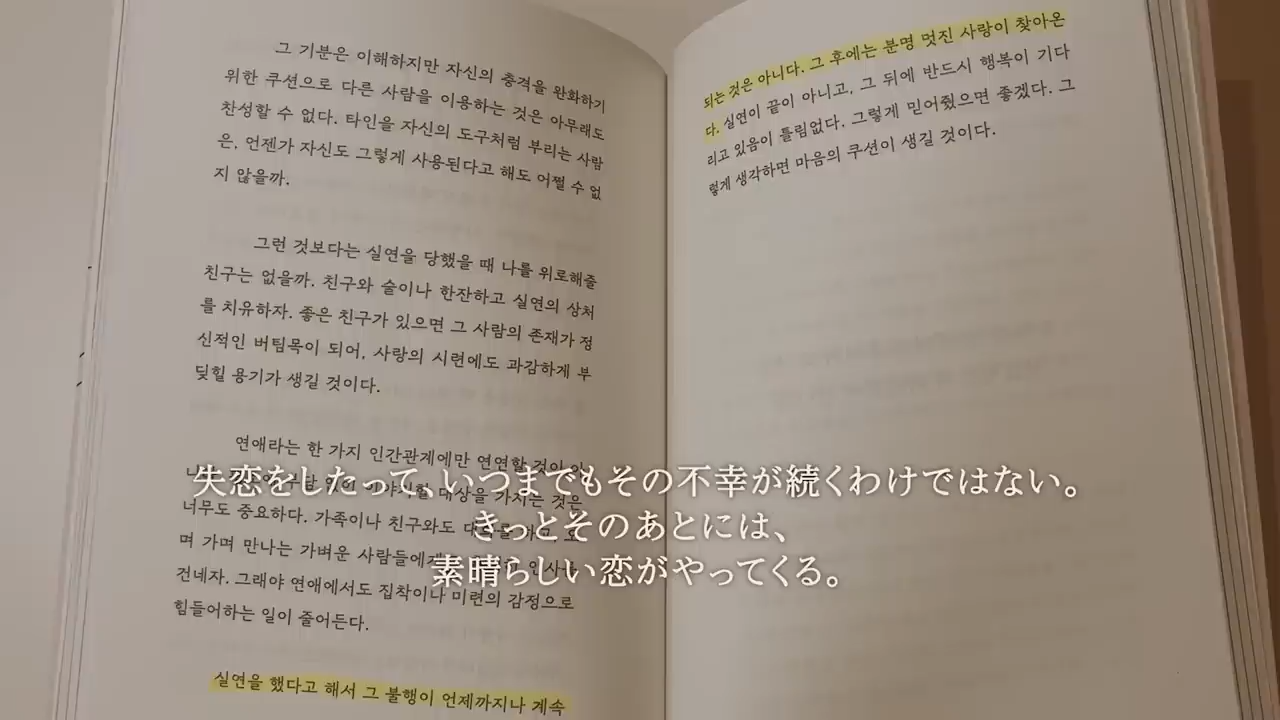 그 기분은 이해하지만 자신의 충격을 완화하기
위한 쿠션으로 다른 사람을 이용하는 것은 아무래도
찬성할 수 없다. 타인을 자신의 도구처럼 부리는 사람
은, 언젠가 자신도 그렇게 사용된다고 해도 어쩔 수 없
지 않을까.
그런 것보다는 실연을 당했을 때 나를 위로해줄
친구는 없을까. 친구와 술이나 한잔하고 실연의 상처
를 치유하자. 좋은 친구가 있으면 그 사람의 존재가 정
신적인 버팀목이 되어, 사랑의 시련에도 과감하게 부
딪힐 용기가 생길 것이다.
연애라는 한 가지 인간관계에만 연연할 것이
대상을 가지는 것은
너무도 중요하다. 가족이나 친구와도
며 가며 만나는 가벼운 사람들에게
건네자. 그래야 연애에서도 집착이나 미련의 감정으로
힘들어하는 일이 줄어든다.
실연을 했다고 해서 그 불행이 언제까지나 계속
되는 것은 아니다. 그 후에는 분명 멋진 사랑이 찾아온
다. 실연이 끝이 아니고, 그 뒤에 반드시 행복이 기다
리고 있음이 틀림없다. 그렇게 믿어줬으면 좋겠다. 그
렇게 생각하면 마음의 쿠션이 생길 것이다.
失恋をしたって、いつまでもその不幸が続くわけではない。
きっとそのあとには、
素晴らしい恋がやってくる。